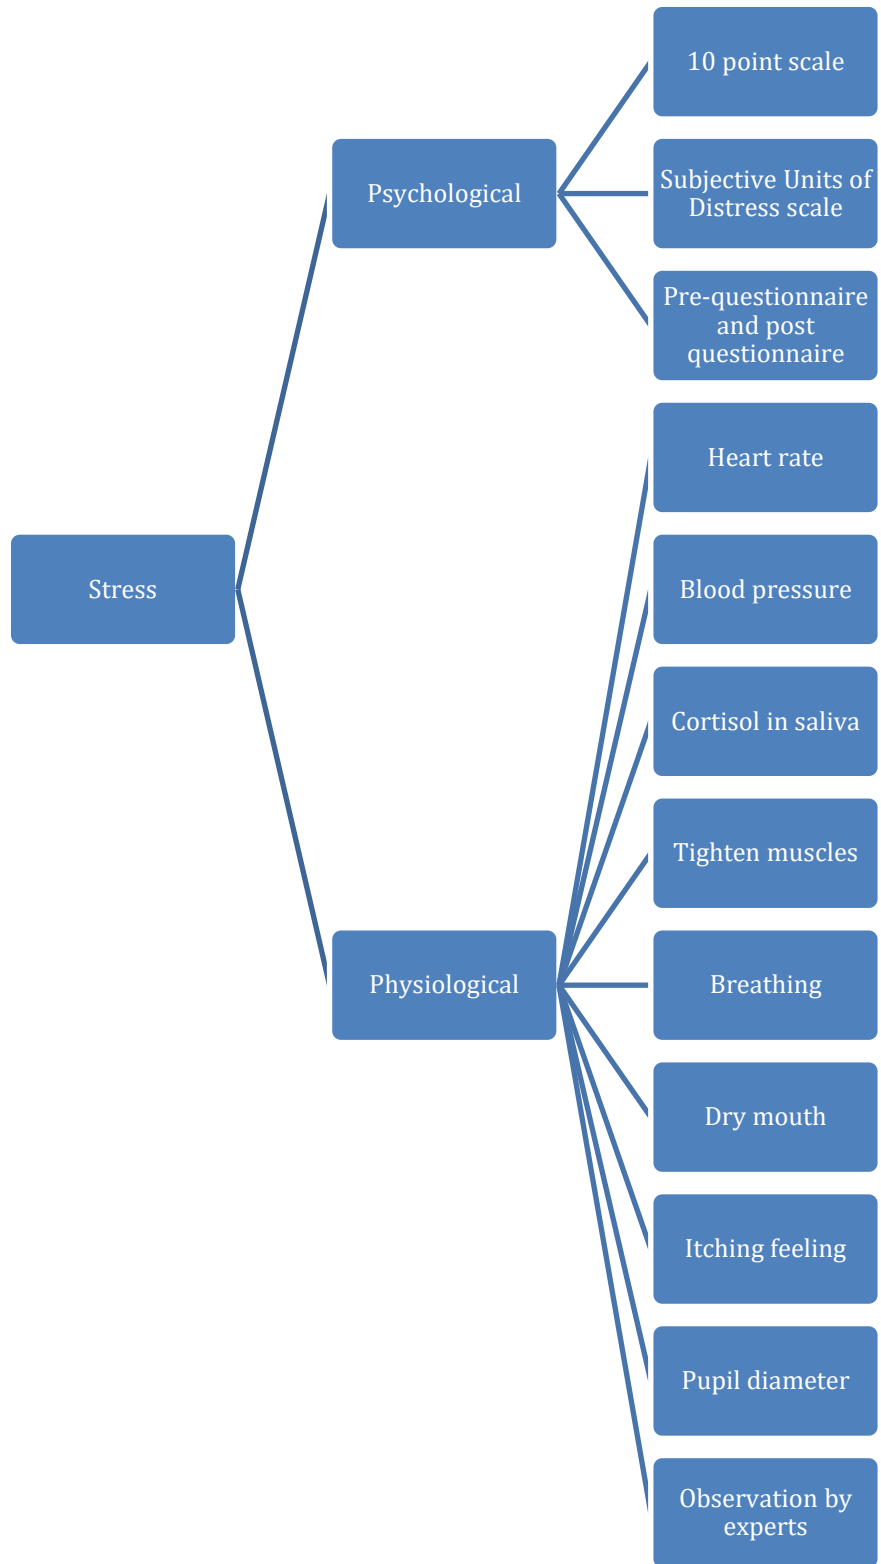 10 point scale
Psychological
Subjective Units of
Distress scale
Pre-questionnaire
and post
questionnaire
Heart rate
Stress
Blood pressure
Cortisol in saliva
Tighten muscles
Physiological
Breathing
Dry mouth
Itching feeling
Pupil diameter
Observation by
experts